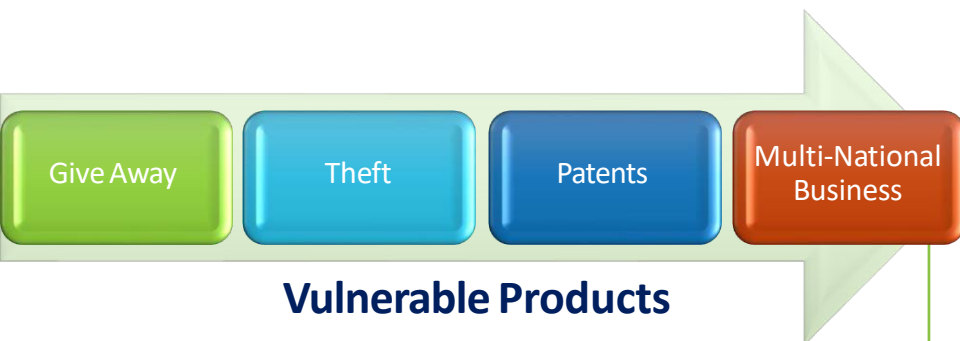 Give Away
Theft
Patents
Multi-National
Business
Vulnerable Products